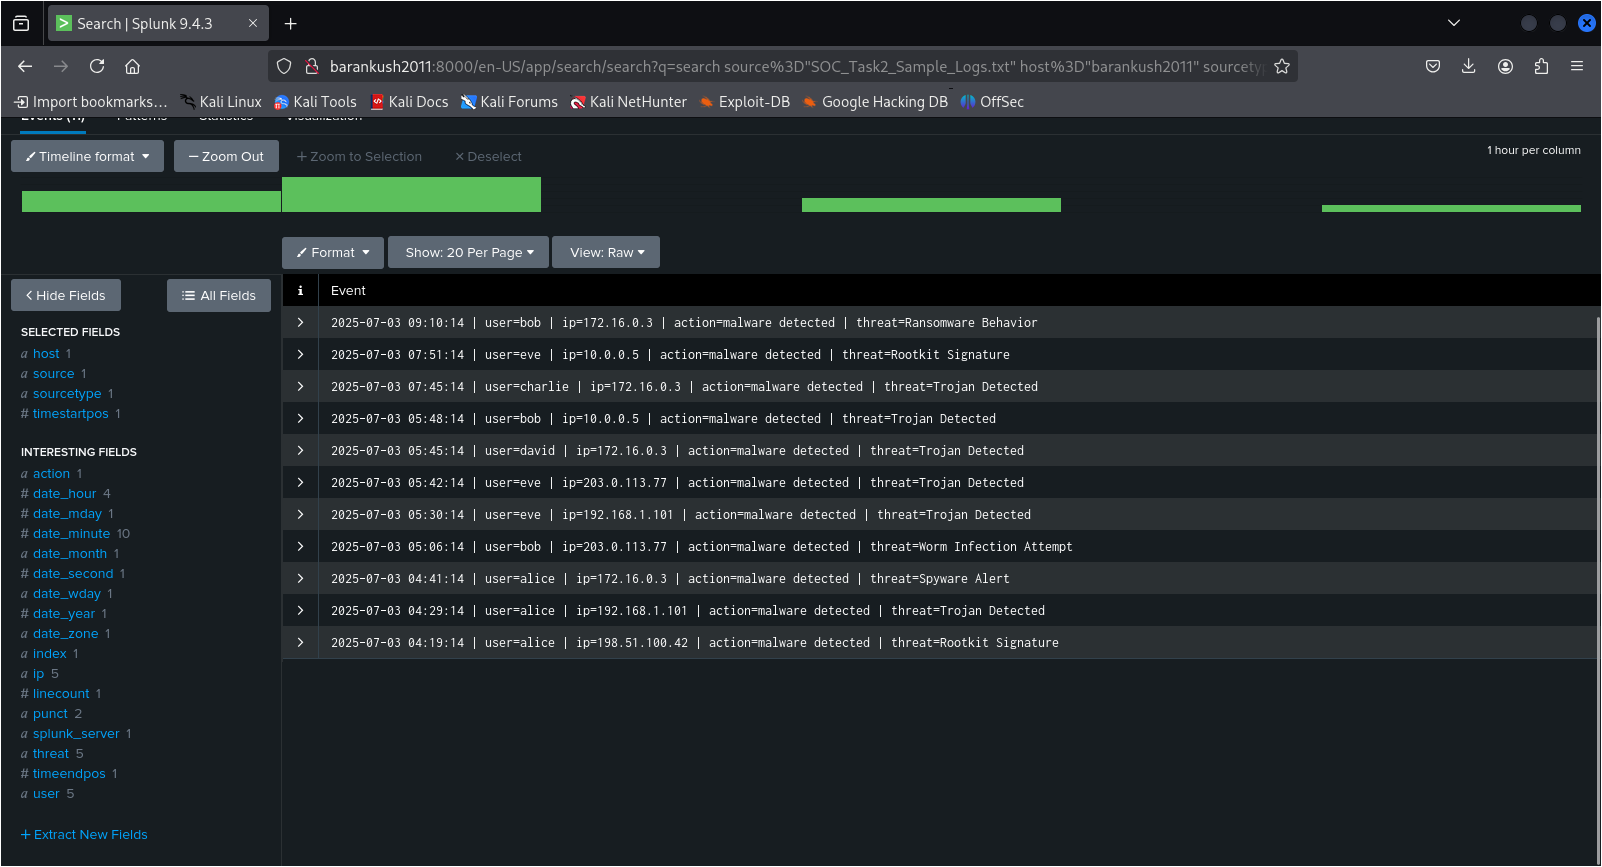 Search | Splunk 9.4.3
barankush2011:8000/en-US/app/search/search?q=search source%3D"SOC_Task2_Sample_Logs.txt" host%3D"barankush2011" sourcety
Import bookmarks… Kali Linux Kali Tools Kali Docs Kali Forums Kali NetHunter Exploit-DB Google Hacking DB OffSec
Events (11) Patterns Statistics Visualization
Timeline format — Zoom Out + Zoom to Selection × Deselect 1 hour per column
Format Show: 20 Per Page View: Raw
Hide Fields All Fields
i Event
SELECTED FIELDS
a host 1
a source 1
a sourcetype 1
# timestartpos 1
INTERESTING FIELDS
a action 1
# date_hour 4
# date_mday 1
# date_minute 10
a date_month 1
# date_second 1
a date_wday 1
# date_year 1
a date_zone 1
a index 1
a ip 5
# linecount 1
a punct 2
a splunk_server 1
a threat 5
# timeendpos 1
a user 5
+ Extract New Fields
2025-07-03 09:10:14 | user=bob | ip=172.16.0.3 | action=malware detected | threat=Ransomware Behavior
2025-07-03 07:51:14 | user=eve | ip=10.0.0.5 | action=malware detected | threat=Rootkit Signature
2025-07-03 07:45:14 | user=charlie | ip=172.16.0.3 | action=malware detected | threat=Trojan Detected
2025-07-03 05:48:14 | user=bob | ip=10.0.0.5 | action=malware detected | threat=Trojan Detected
2025-07-03 05:45:14 | user=david | ip=172.16.0.3 | action=malware detected | threat=Trojan Detected
2025-07-03 05:42:14 | user=eve | ip=203.0.113.77 | action=malware detected | threat=Trojan Detected
2025-07-03 05:30:14 | user=eve | ip=192.168.1.101 | action=malware detected | threat=Trojan Detected
2025-07-03 05:06:14 | user=bob | ip=203.0.113.77 | action=malware detected | threat=Worm Infection Attempt
2025-07-03 04:41:14 | user=alice | ip=172.16.0.3 | action=malware detected | threat=Spyware Alert
2025-07-03 04:29:14 | user=alice | ip=192.168.1.101 | action=malware detected | threat=Trojan Detected
2025-07-03 04:19:14 | user=alice | ip=198.51.100.42 | action=malware detected | threat=Rootkit Signature